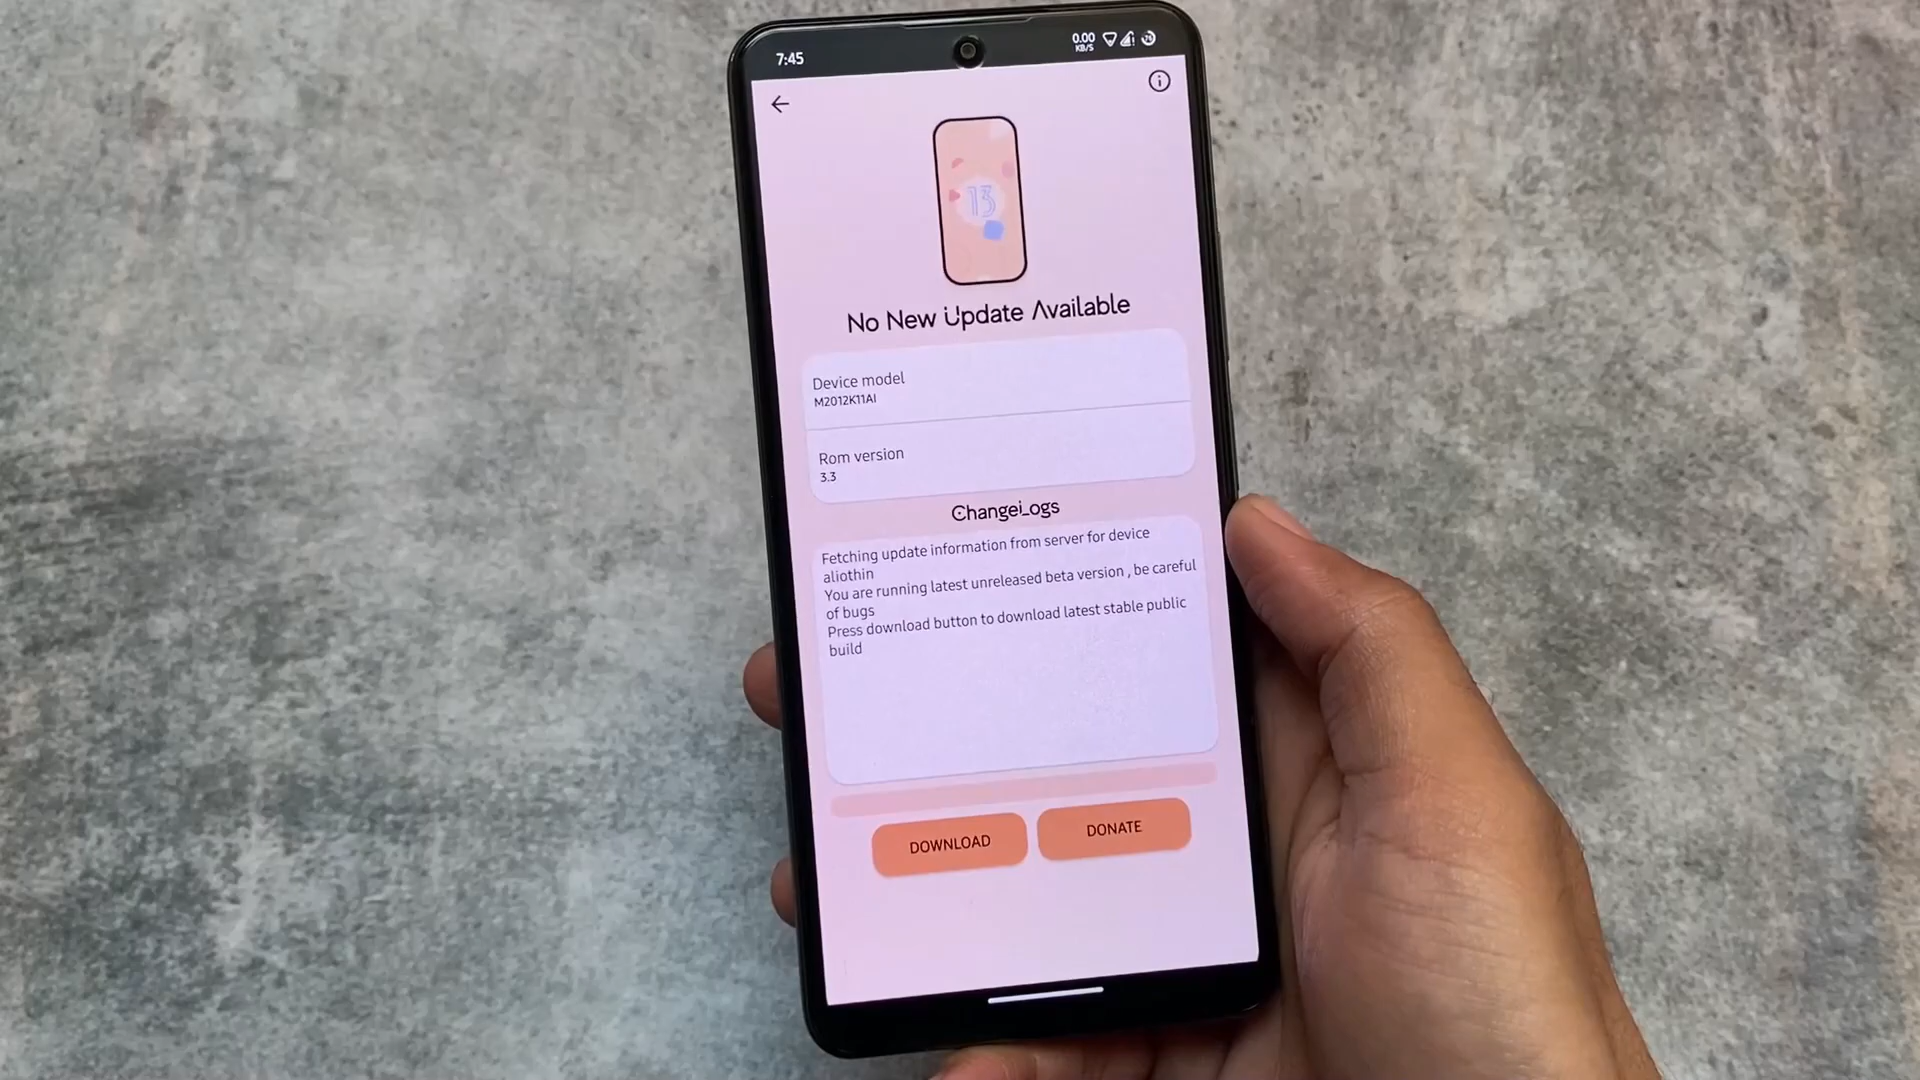 7:45
0.00
KB/S
76
13
No New Update Available
Device model
M2012K11AI
Rom version
3.3
ChangeLogs
Fetching update information from server for device
aliothin
You are running latest unreleased beta version , be careful
of bugs
Press download button to download latest stable public
build
DOWNLOAD
DONATE